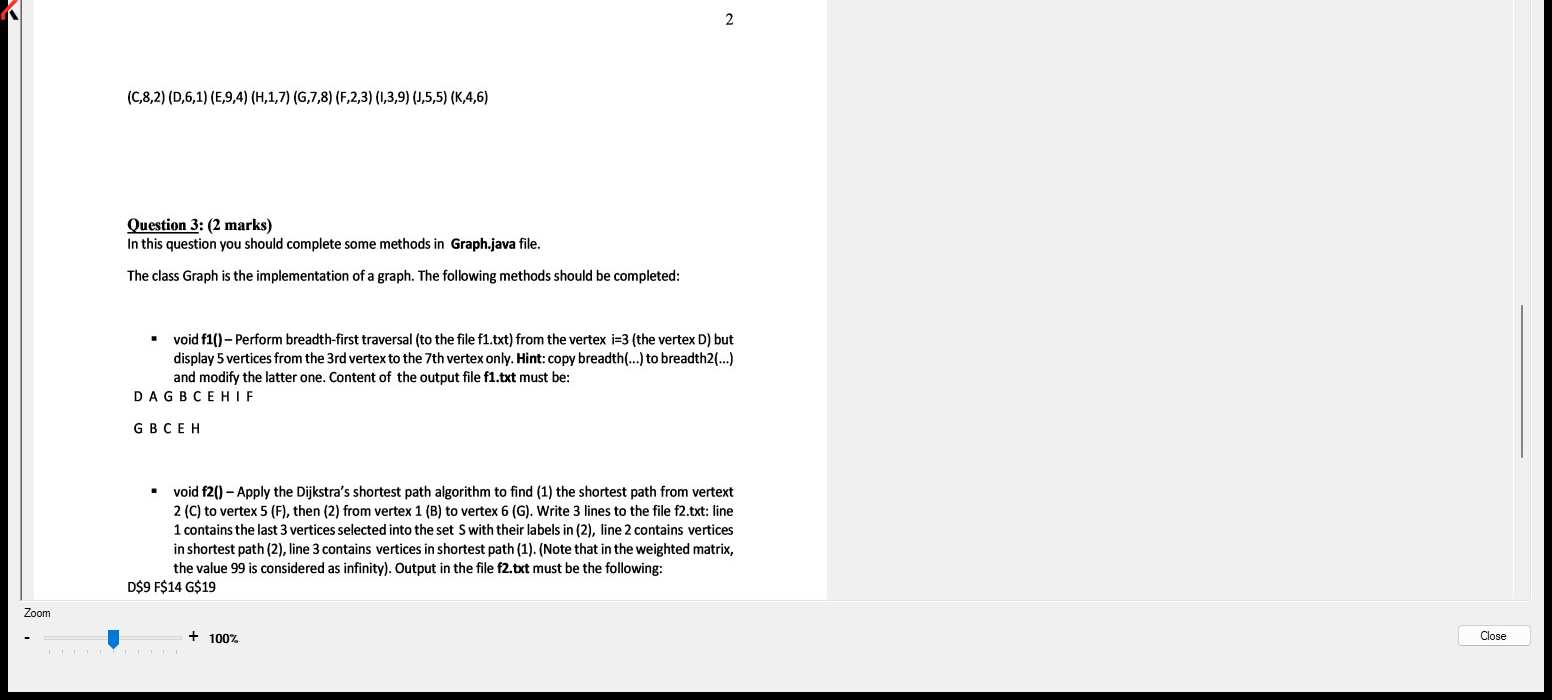 2
(C,8,2) (D,6,1) (E,9,4) (H,1,7) (G,7,8) (F,2,3) (I,3,9) (J,5,5) (K,4,6)
Question 3: (2 marks)
In this question you should complete some methods in Graph.java file.
The class Graph is the implementation of a graph. The following methods should be completed:
▪ void f1() – Perform breadth-first traversal (to the file f1.txt) from the vertex i=3 (the vertex D) but
display 5 vertices from the 3rd vertex to the 7th vertex only. Hint: copy breadth(...) to breadth2(...)
and modify the latter one. Content of the output file f1.txt must be:
D A G B C E H I F
G B C E H
▪ void f2() – Apply the Dijkstra's shortest path algorithm to find (1) the shortest path from vertext
2 (C) to vertex 5 (F), then (2) from vertex 1 (B) to vertex 6 (G). Write 3 lines to the file f2.txt: line
1 contains the last 3 vertices selected into the set S with their labels in (2), line 2 contains vertices
in shortest path (2), line 3 contains vertices in shortest path (1). (Note that in the weighted matrix,
the value 99 is considered as infinity). Output in the file f2.txt must be the following:
D$9 F$14 G$19
Zoom
- + 100%
Close